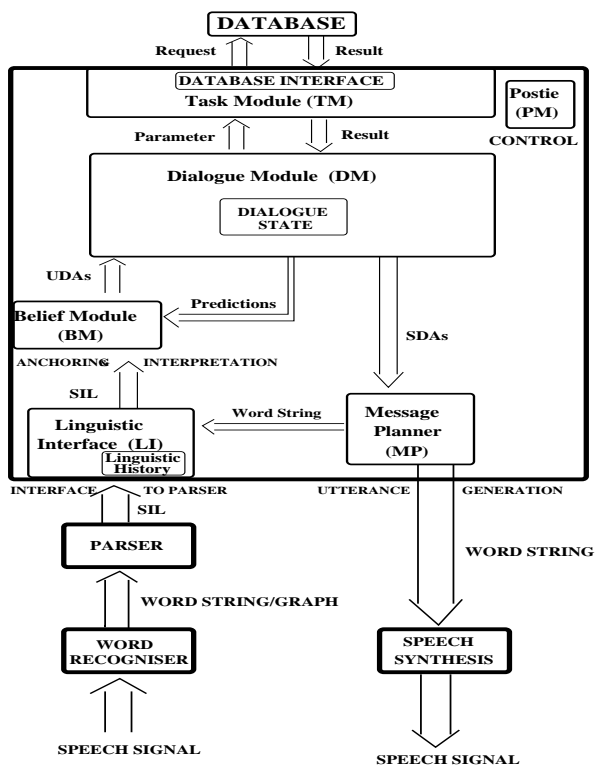 DATABASE
Request
Result
DATABASE INTERFACE
Task Module (TM)
Postie
(PM)
CONTROL
Parameter
Result
Dialogue Module (DM)
DIALOGUE
STATE
UDAs
Predictions
SDAs
Belief Module
(BM)
ANCHORING & INTERPRETATION
SIL
Word String
Linguistic
Interface (LI)
Linguistic
History
Message
Planner
(MP)
INTERFACE TO PARSER
UTTERANCE GENERATION
SIL
PARSER
WORD STRING
WORD STRING/GRAPH
WORD
RECOGNISER
SPEECH
SYNTHESIS
SPEECH SIGNAL
SPEECH SIGNAL